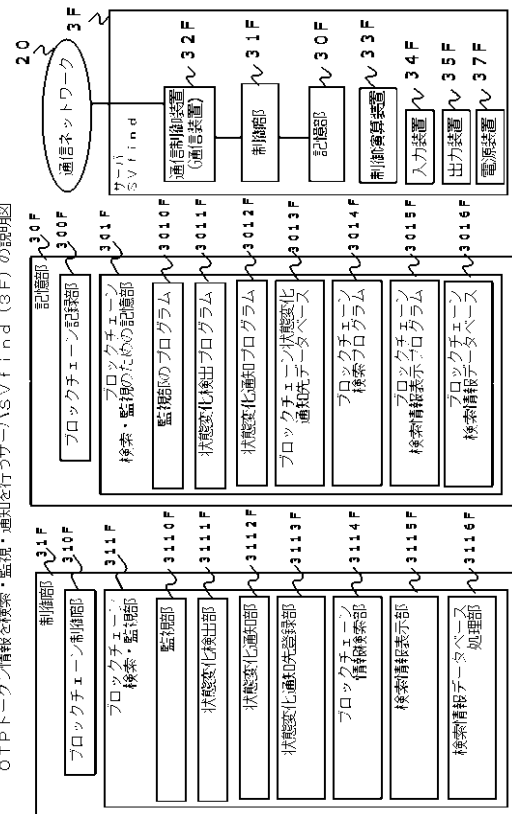 OTPトークン情報を検索・監視・通知を行うサーバSVfind(3F)の説明図
制御部
31F
ブロックチェーン制御部
310F
ブロックチェーン
検索・監視部
311F
監視部
3110F
状態変化検出部
3111F
状態変化通知部
3112F
状態変化通知先登録部
3113F
ブロックチェーン
情報検索部
3114F
検索情報表示部
3115F
検索情報データベース
処理部
3116F
記憶部
30F
ブロックチェーン記録部
300F
ブロックチェーン
検索・監視のための記憶部
301F
監視部のプログラム
3010F
状態変化検出プログラム
3011F
状態変化通知プログラム
3012F
ブロックチェーン状態変化
通知先データベース
3013F
ブロックチェーン
検索プログラム
3014F
ブロックチェーン
検索情報表示プログラム
3015F
ブロックチェーン
検索情報データベース
3016F
20
通信ネットワーク
3F
サーバ
SVfind
通信制御装置
(通信装置)
32F
制御部
31F
記憶部
30F
制御演算装置
33F
入力装置
34F
出力装置
35F
電源装置
37F